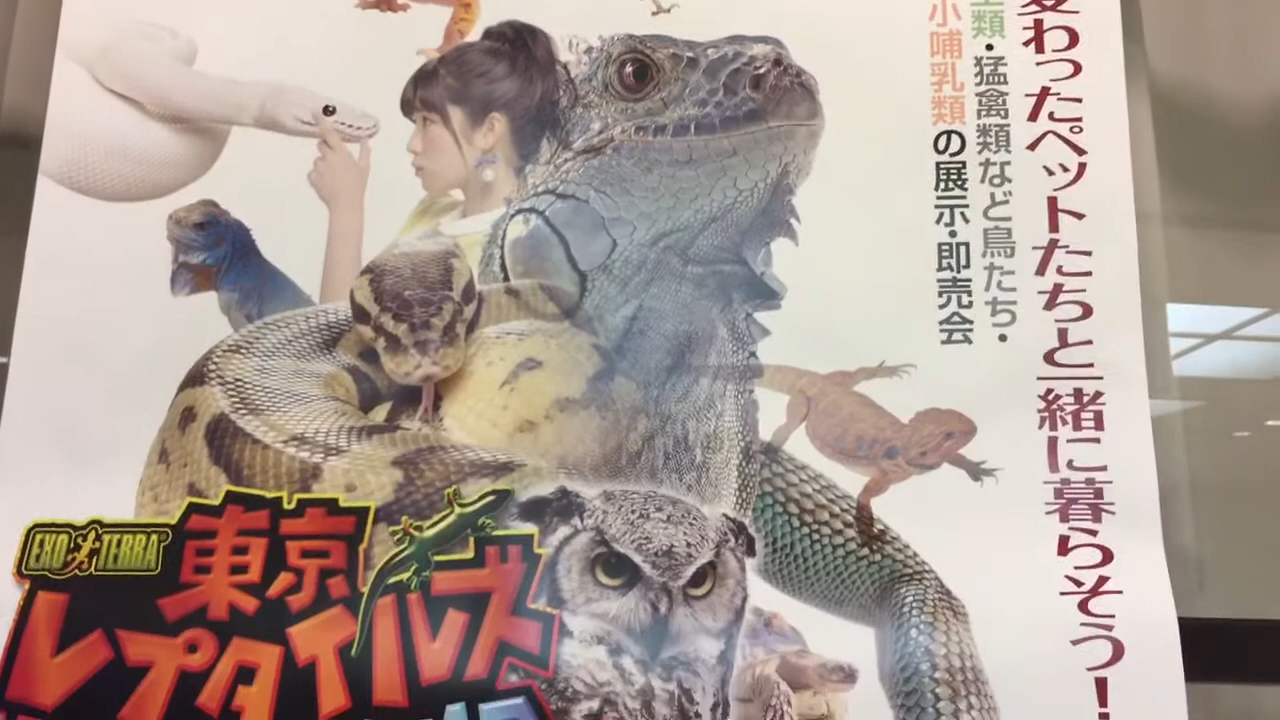 変わったペットたちと一緒に暮らそう！
生類・猛禽類など鳥たち・
小哺乳類の展示・即売会
EXO TERRA
東京
レプタイルズ